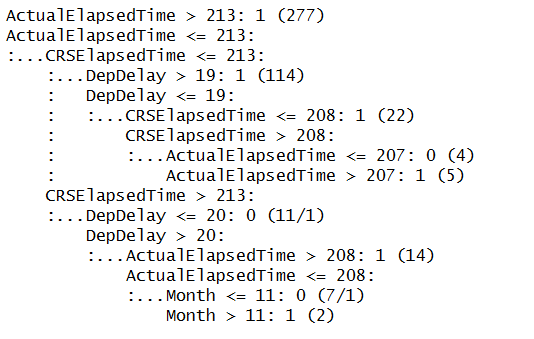 ActualElapsedTime > 213: 1 (277)
ActualElapsedTime <= 213:
:...CRSElapsedTime <= 213:
    :...DepDelay > 19: 1 (114)
    :   DepDelay <= 19:
    :   :...CRSElapsedTime <= 208: 1 (22)
    :       CRSElapsedTime > 208:
    :       :...ActualElapsedTime <= 207: 0 (4)
    :           ActualElapsedTime > 207: 1 (5)
    CRSElapsedTime > 213:
    :...DepDelay <= 20: 0 (11/1)
        DepDelay > 20:
        :...ActualElapsedTime > 208: 1 (14)
            ActualElapsedTime <= 208:
            :...Month <= 11: 0 (7/1)
                Month > 11: 1 (2)